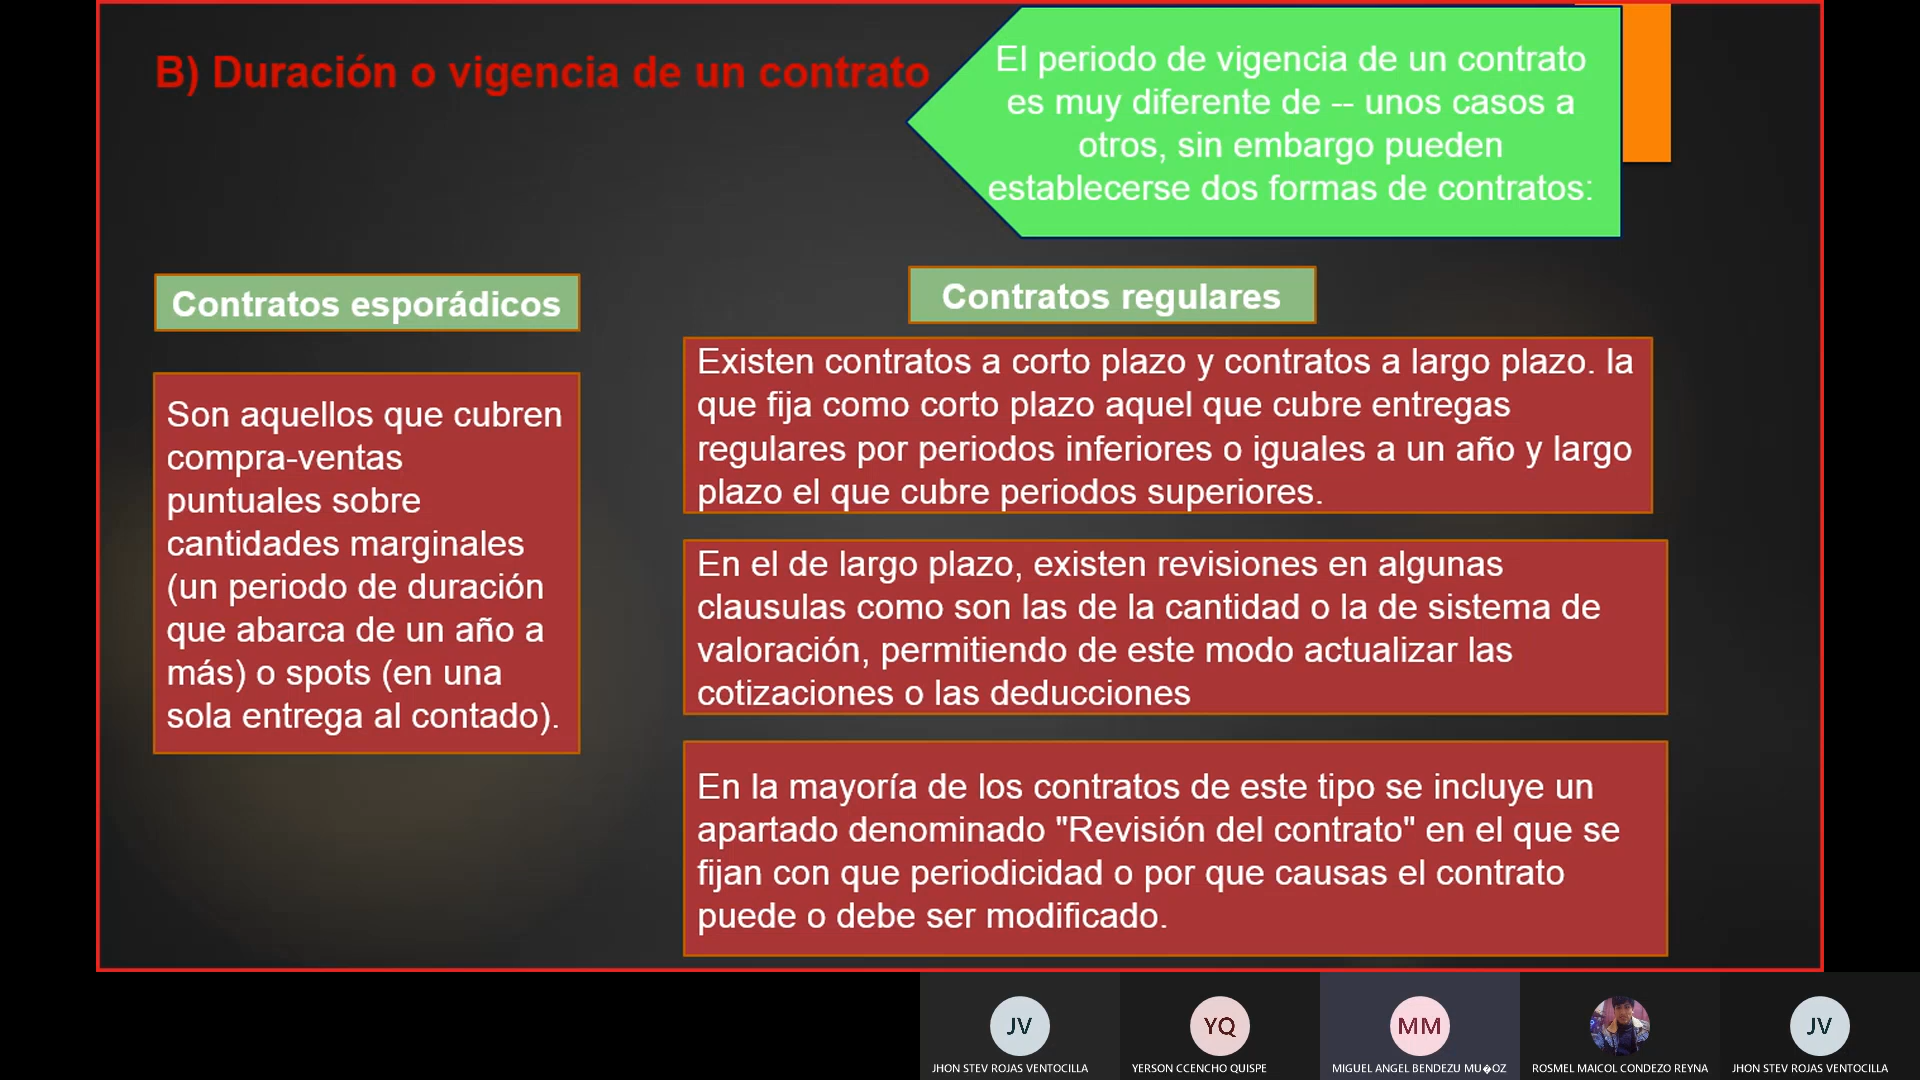 B) Duración o vigencia de un contrato
El periodo de vigencia de un contrato
es muy diferente de -- unos casos a
otros, sin embargo pueden
establecerse dos formas de contratos:
Contratos esporádicos
Son aquellos que cubren
compra-ventas
puntuales sobre
cantidades marginales
(un periodo de duración
que abarca de un año a
más) o spots (en una
sola entrega al contado).
Contratos regulares
Existen contratos a corto plazo y contratos a largo plazo. la
que fija como corto plazo aquel que cubre entregas
regulares por periodos inferiores o iguales a un año y largo
plazo el que cubre periodos superiores.
En el de largo plazo, existen revisiones en algunas
clausulas como son las de la cantidad o la de sistema de
valoración, permitiendo de este modo actualizar las
cotizaciones o las deducciones
En la mayoría de los contratos de este tipo se incluye un
apartado denominado "Revisión del contrato" en el que se
fijan con que periodicidad o por que causas el contrato
puede o debe ser modificado.
JV
YQ
MM
JV
JHON STEV ROJAS VENTOCILLA
YERSON CCENCHO QUISPE
MIGUEL ANGEL BENDEZU MU�OZ
ROSMEL MAICOL CONDEZO REYNA
JHON STEV ROJAS VENTOCILLA